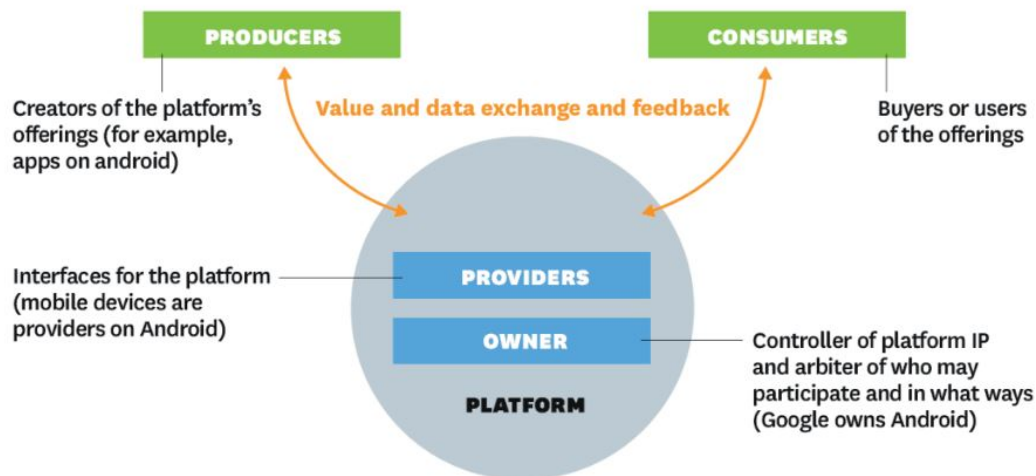 PRODUCERS
CONSUMERS
Creators of the platform's
offerings (for example,
apps on android)
Value and data exchange and feedback
Buyers or users
of the offerings
Interfaces for the platform
(mobile devices are
providers on Android)
PROVIDERS
OWNER
PLATFORM
Controller of platform IP
and arbiter of who may
participate and in what ways
(Google owns Android)